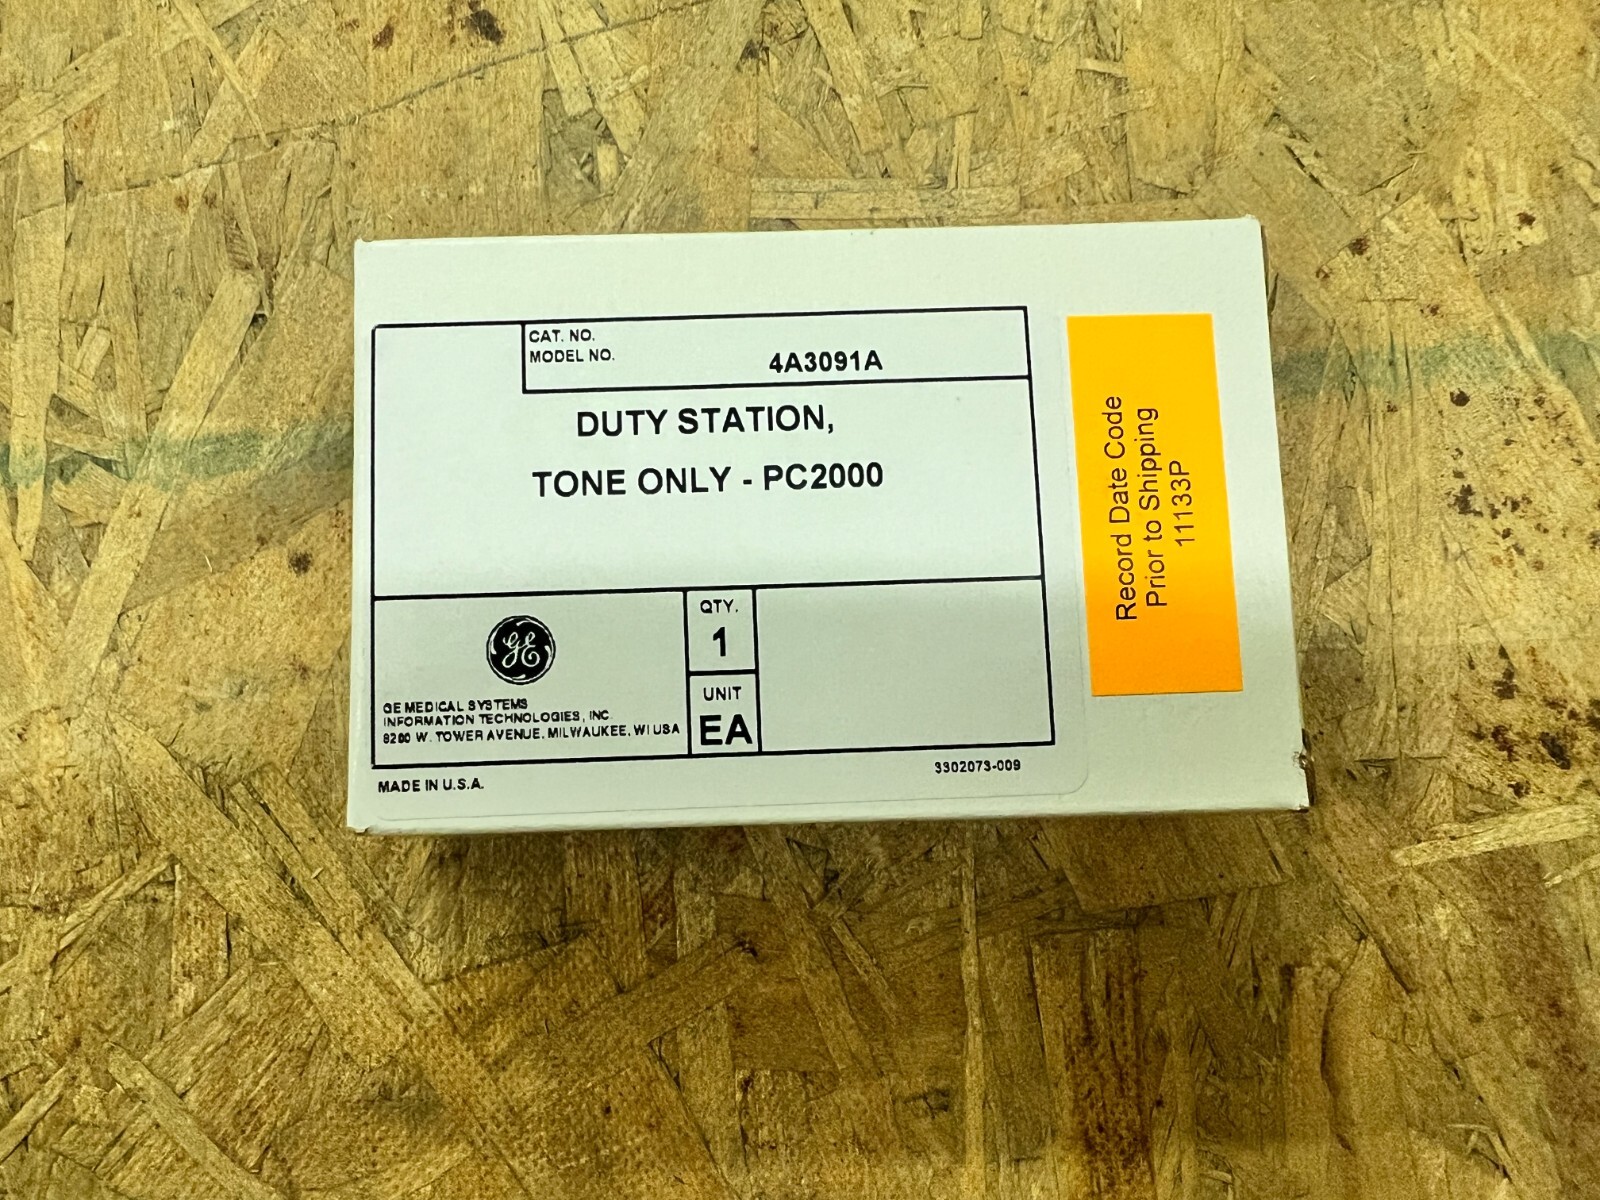 CAT. NO.
MODEL NO.
4A3091A
DUTY STATION,
TONE ONLY - PC2000
GE
GE MEDICAL SYSTEMS
INFORMATION TECHNOLOGIES, INC.
8200 W. TOWER AVENUE, MILWAUKEE, WI USA
QTY.
1
UNIT
EA
MADE IN U.S.A.
3302073-009
Record Date Code
Prior to Shipping
11133P